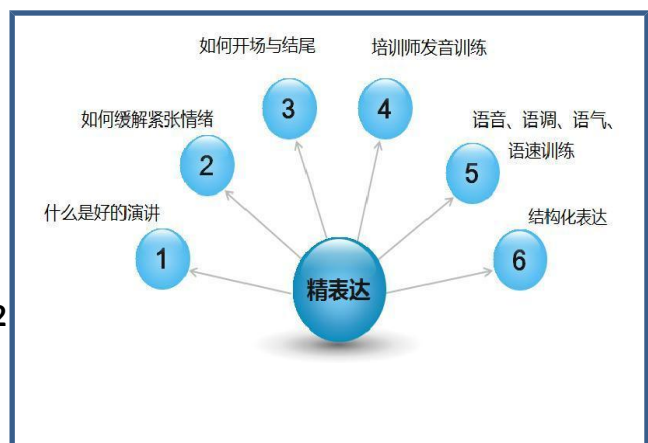 如何开场与结尾
培训师发音训练
3
4
如何缓解紧张情绪
语音、语调、语气、
语速训练
2
5
什么是好的演讲
结构化表达
1
6
精表达
2